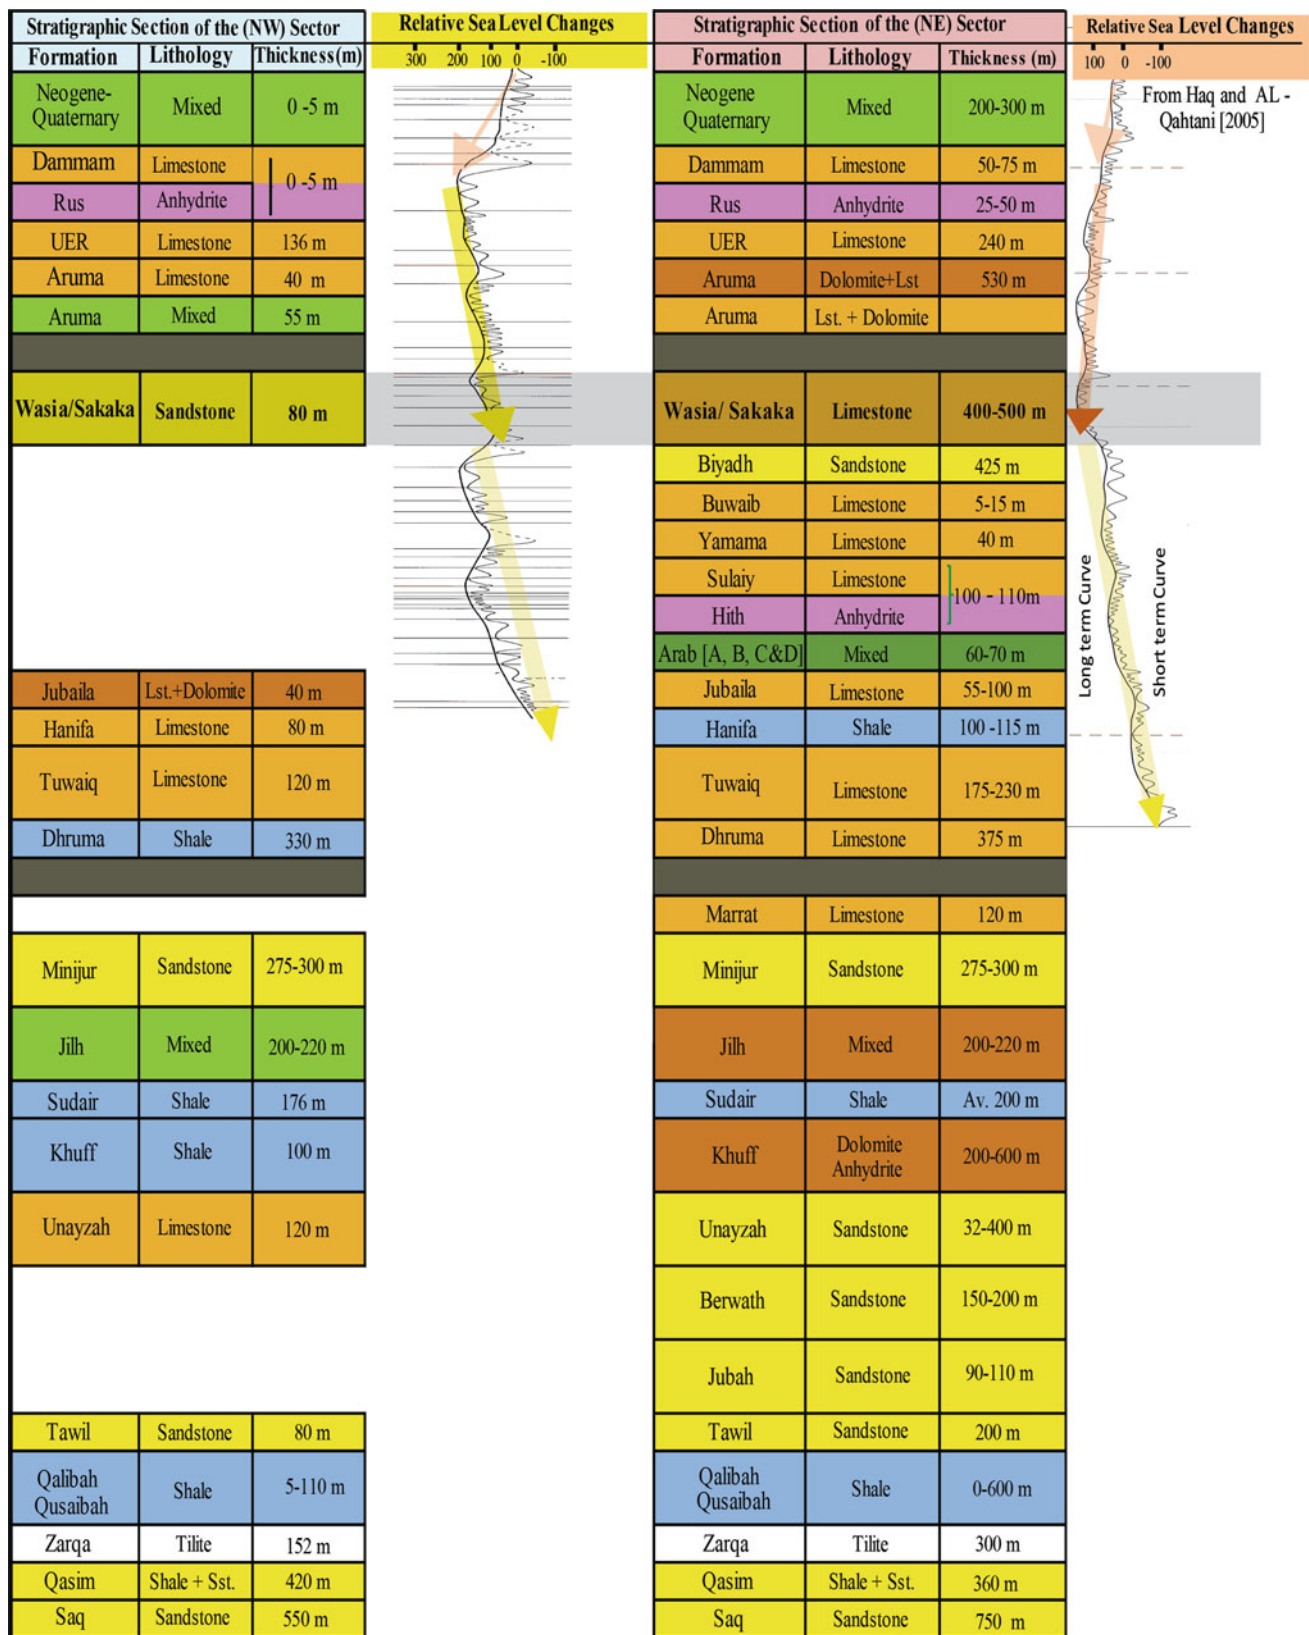 Stratigraphic Section of the (NW) Sector
Formation Lithology Thickness(m)
Neogene-
Quaternary Mixed 0 -5 m
Dammam Limestone
0 -5 m
Rus Anhydrite
UER Limestone 136 m
Aruma Limestone 40 m
Aruma Mixed 55 m
Wasia/Sakaka Sandstone 80 m
Jubaila Lst.+Dolomite 40 m
Hanifa Limestone 80 m
Tuwaiq Limestone 120 m
Dhruma Shale 330 m
Minijur Sandstone 275-300 m
Jilh Mixed 200-220 m
Sudair Shale 176 m
Khuff Shale 100 m
Unayzah Limestone 120 m
Tawil Sandstone 80 m
Qalibah
Qusaibah Shale 5-110 m
Zarqa Tilite 152 m
Qasim Shale + Sst. 420 m
Saq Sandstone 550 m
Relative Sea Level Changes
300 200 100 0 -100
Stratigraphic Section of the (NE) Sector
Formation Lithology Thickness (m)
Neogene
Quaternary Mixed 200-300 m
Dammam Limestone 50-75 m
Rus Anhydrite 25-50 m
UER Limestone 240 m
Aruma Dolomite+Lst 530 m
Aruma Lst. + Dolomite
Wasia/ Sakaka Limestone 400-500 m
Biyadh Sandstone 425 m
Buwaib Limestone 5-15 m
Yamama Limestone 40 m
Sulaiy Limestone
100 - 110m
Hith Anhydrite
Arab [A, B, C&D] Mixed 60-70 m
Jubaila Limestone 55-100 m
Hanifa Shale 100 -115 m
Tuwaiq Limestone 175-230 m
Dhruma Limestone 375 m
Marrat Limestone 120 m
Minijur Sandstone 275-300 m
Jilh Mixed 200-220 m
Sudair Shale Av. 200 m
Khuff Dolomite
Anhydrite 200-600 m
Unayzah Sandstone 32-400 m
Berwath Sandstone 150-200 m
Jubah Sandstone 90-110 m
Tawil Sandstone 200 m
Qalibah
Qusaibah Shale 0-600 m
Zarqa Tilite 300 m
Qasim Shale + Sst. 360 m
Saq Sandstone 750 m
Relative Sea Level Changes
100 0 -100
From Haq and AL -
Qahtani [2005]
Long term Curve
Short term Curve